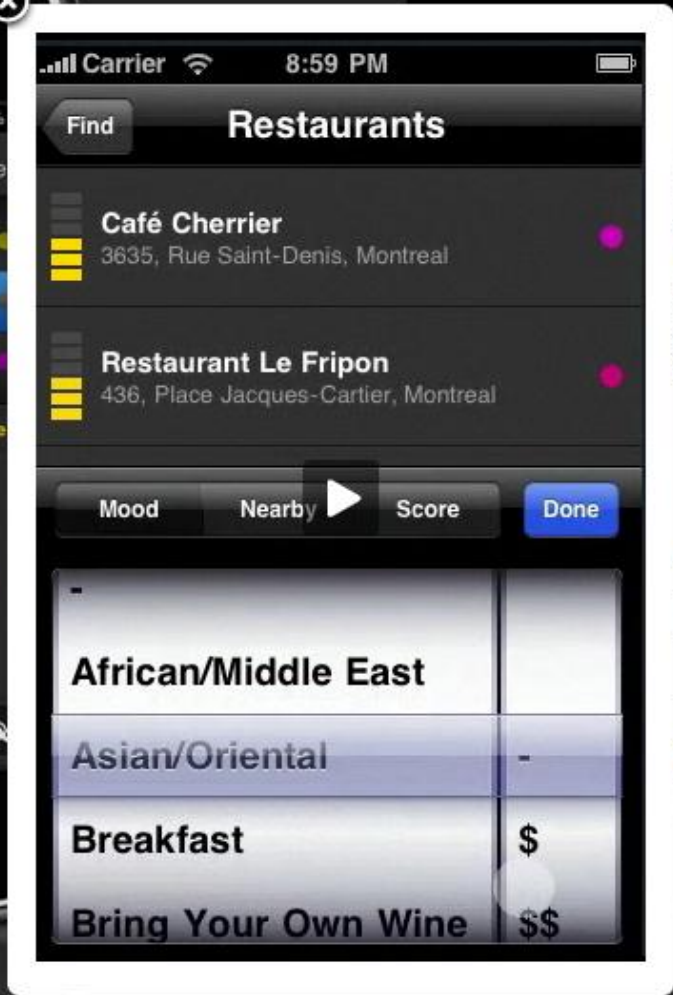 Carrier 8:59 PM
Find Restaurants
Café Cherrier
3635, Rue Saint-Denis, Montreal
Restaurant Le Fripon
436, Place Jacques-Cartier, Montreal
Mood Nearby Score Done
-
African/Middle East
Asian/Oriental -
Breakfast $
Bring Your Own Wine $$